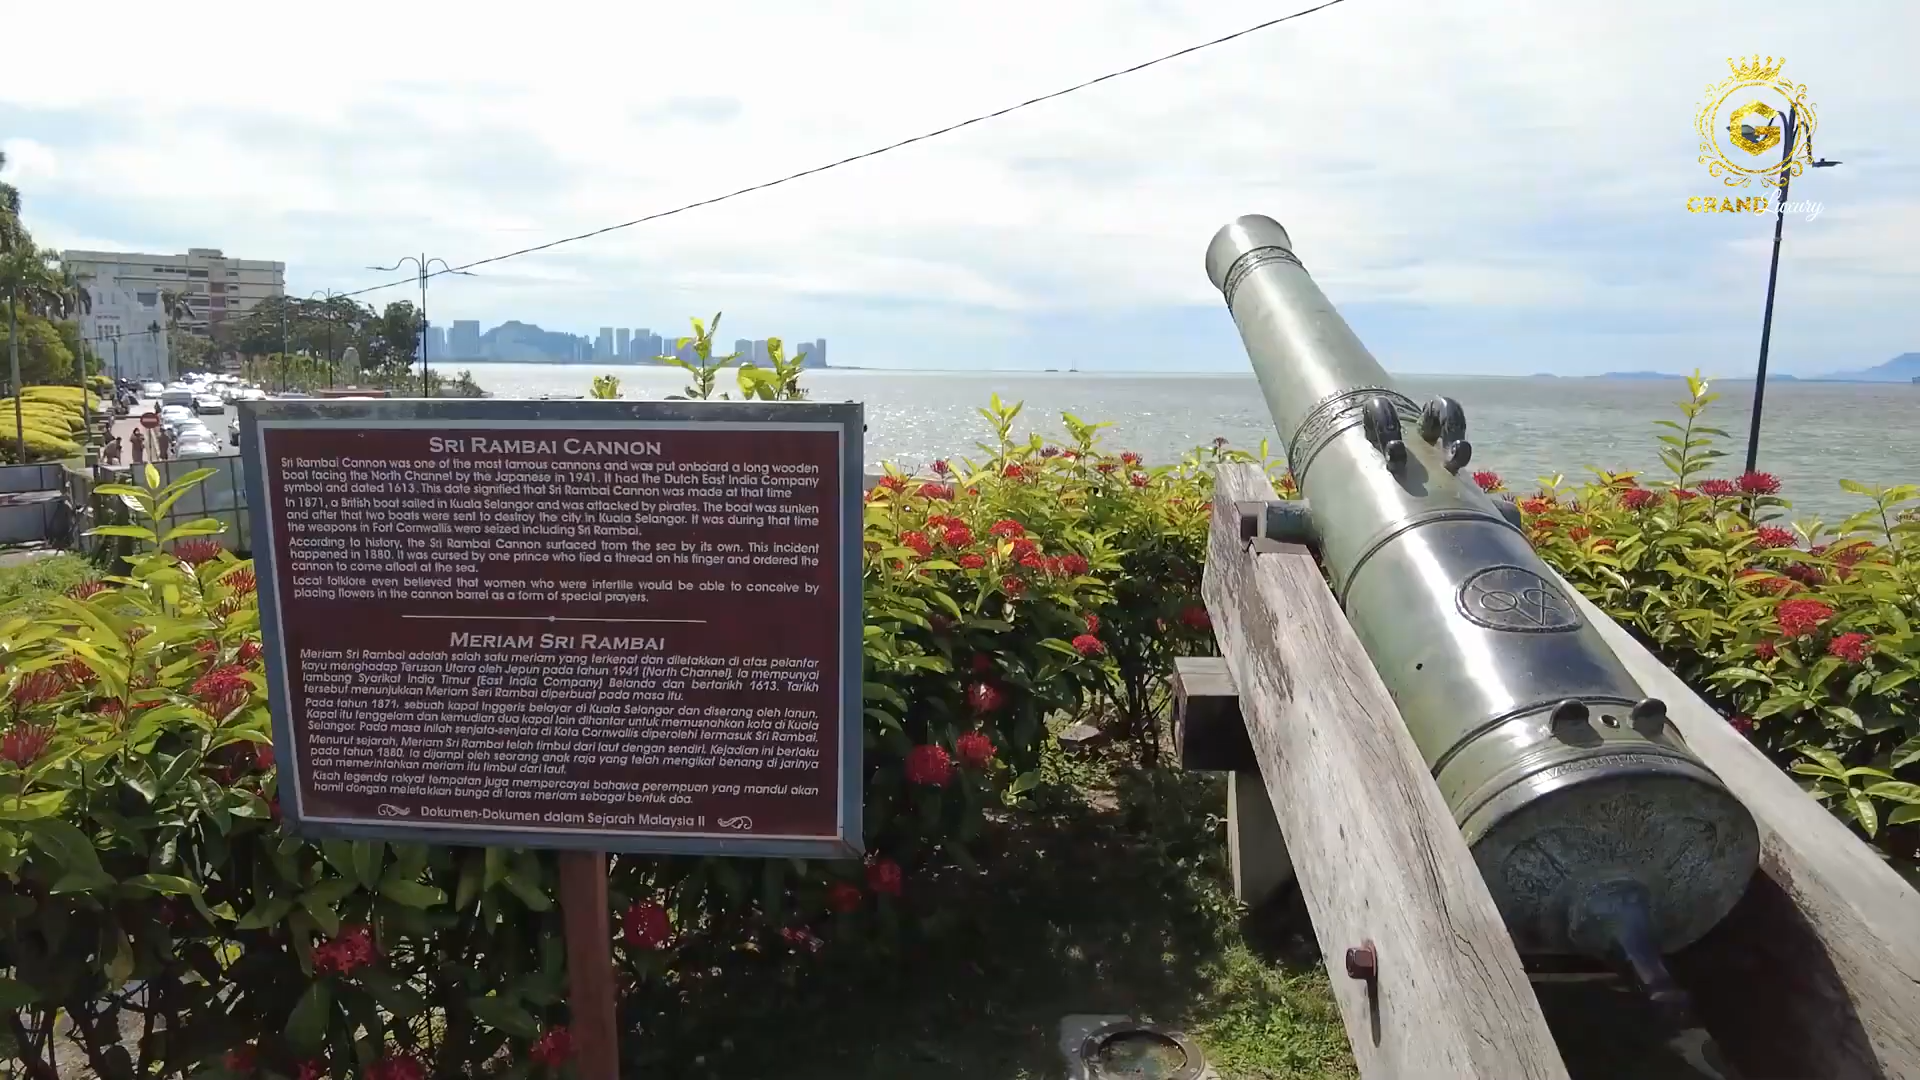 GRAND Luxury
SRI RAMBAI CANNON
Sri Rambai Cannon was one of the most famous cannons and was put onboard a long wooden
boat facing the North Channel by the Japanese in 1941. It had the Dutch East India Company
symbol and dated 1613. This date signified that Sri Rambai Cannon was made at that time
In 1871, a British boat sailed in Kuala Selangor and was attacked by pirates. The boat was sunken
and after that two boats were sent to destroy the city in Kuala Selangor. It was during that time
the weapons in Fort Cornwallis were seized including Sri Rambai.
According to history, the Sri Rambai Cannon surfaced from the sea by its own. This incident
happened in 1880. It was cursed by one prince who tied a thread on his finger and ordered the
cannon to come afloat at the sea.
Local folklore even believed that women who were infertile would be able to conceive by
placing flowers in the cannon barrel as a form of special prayers.
MERIAM SRI RAMBAI
Meriam Sri Rambai adalah salah satu meriam yang terkenal dan diletakkan di atas pelantar
kayu menghadap Terusan Utara oleh Jepun pada tahun 1941 (North Channel). Ia mempunyai
lambang Syarikat India Timur (East India Company) Belanda dan bertarikh 1613. Tarikh
tersebut menunjukkan Meriam Seri Rambai diperbuat pada masa itu.
Pada tahun 1871, sebuah kapal Inggeris belayar di Kuala Selangor dan diserang oleh lanun.
Kapal itu tenggelam dan kemudian dua kapal lain dihantar untuk memusnahkan kota di Kuala
Selangor. Pada masa inilah senjata-senjata di Kota Cornwallis diperolehi termasuk Sri Rambai.
Menurut sejarah, Meriam Sri Rambai telah timbul dari laut dengan sendiri. Kejadian ini berlaku
pada tahun 1880. Ia dijampi oleh seorang anak raja yang telah mengikat benang di jarinya
dan memerintahkan meriam itu timbul dari laut.
Kisah legenda rakyat tempatan juga mempercayai bahawa perempuan yang mandul akan
hamil dengan meletakkan bunga di laras meriam sebagai bentuk doa.
Dokumen-Dokumen dalam Sejarah Malaysia II